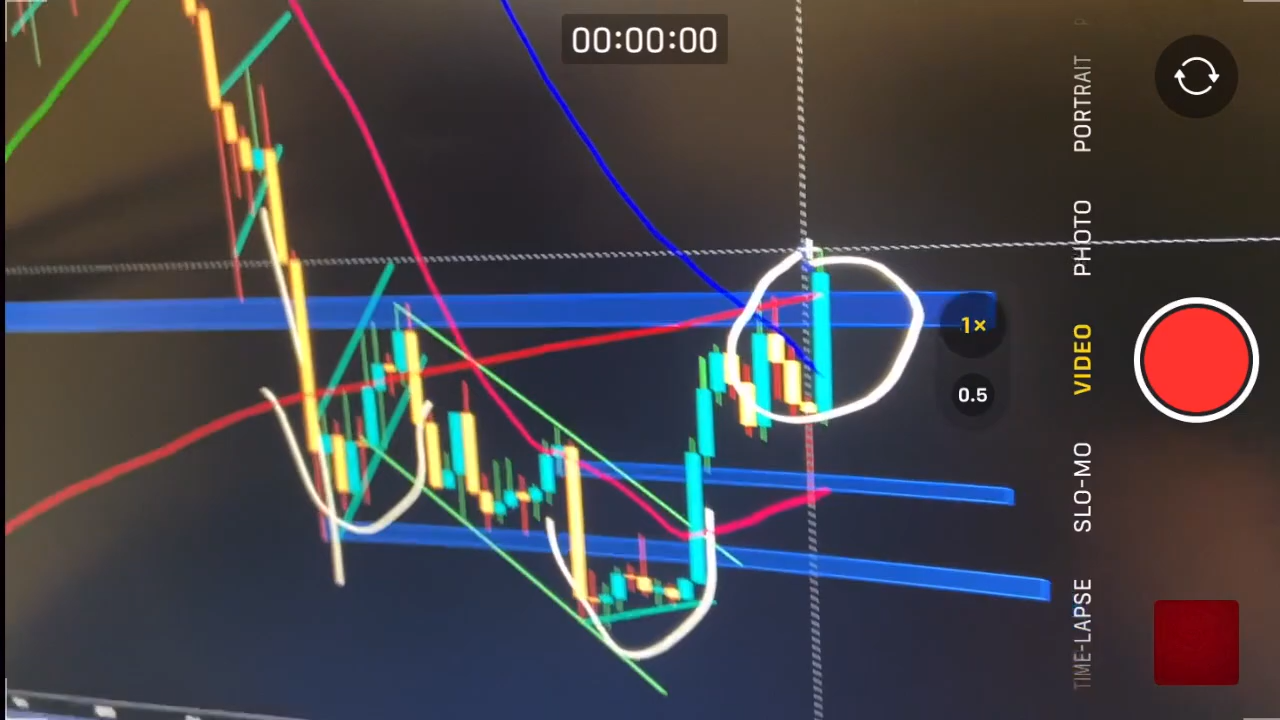 00:00:00
PORTRAIT
PHOTO
VIDEO
SLO-MO
TIME-LAPSE
1×
0.5